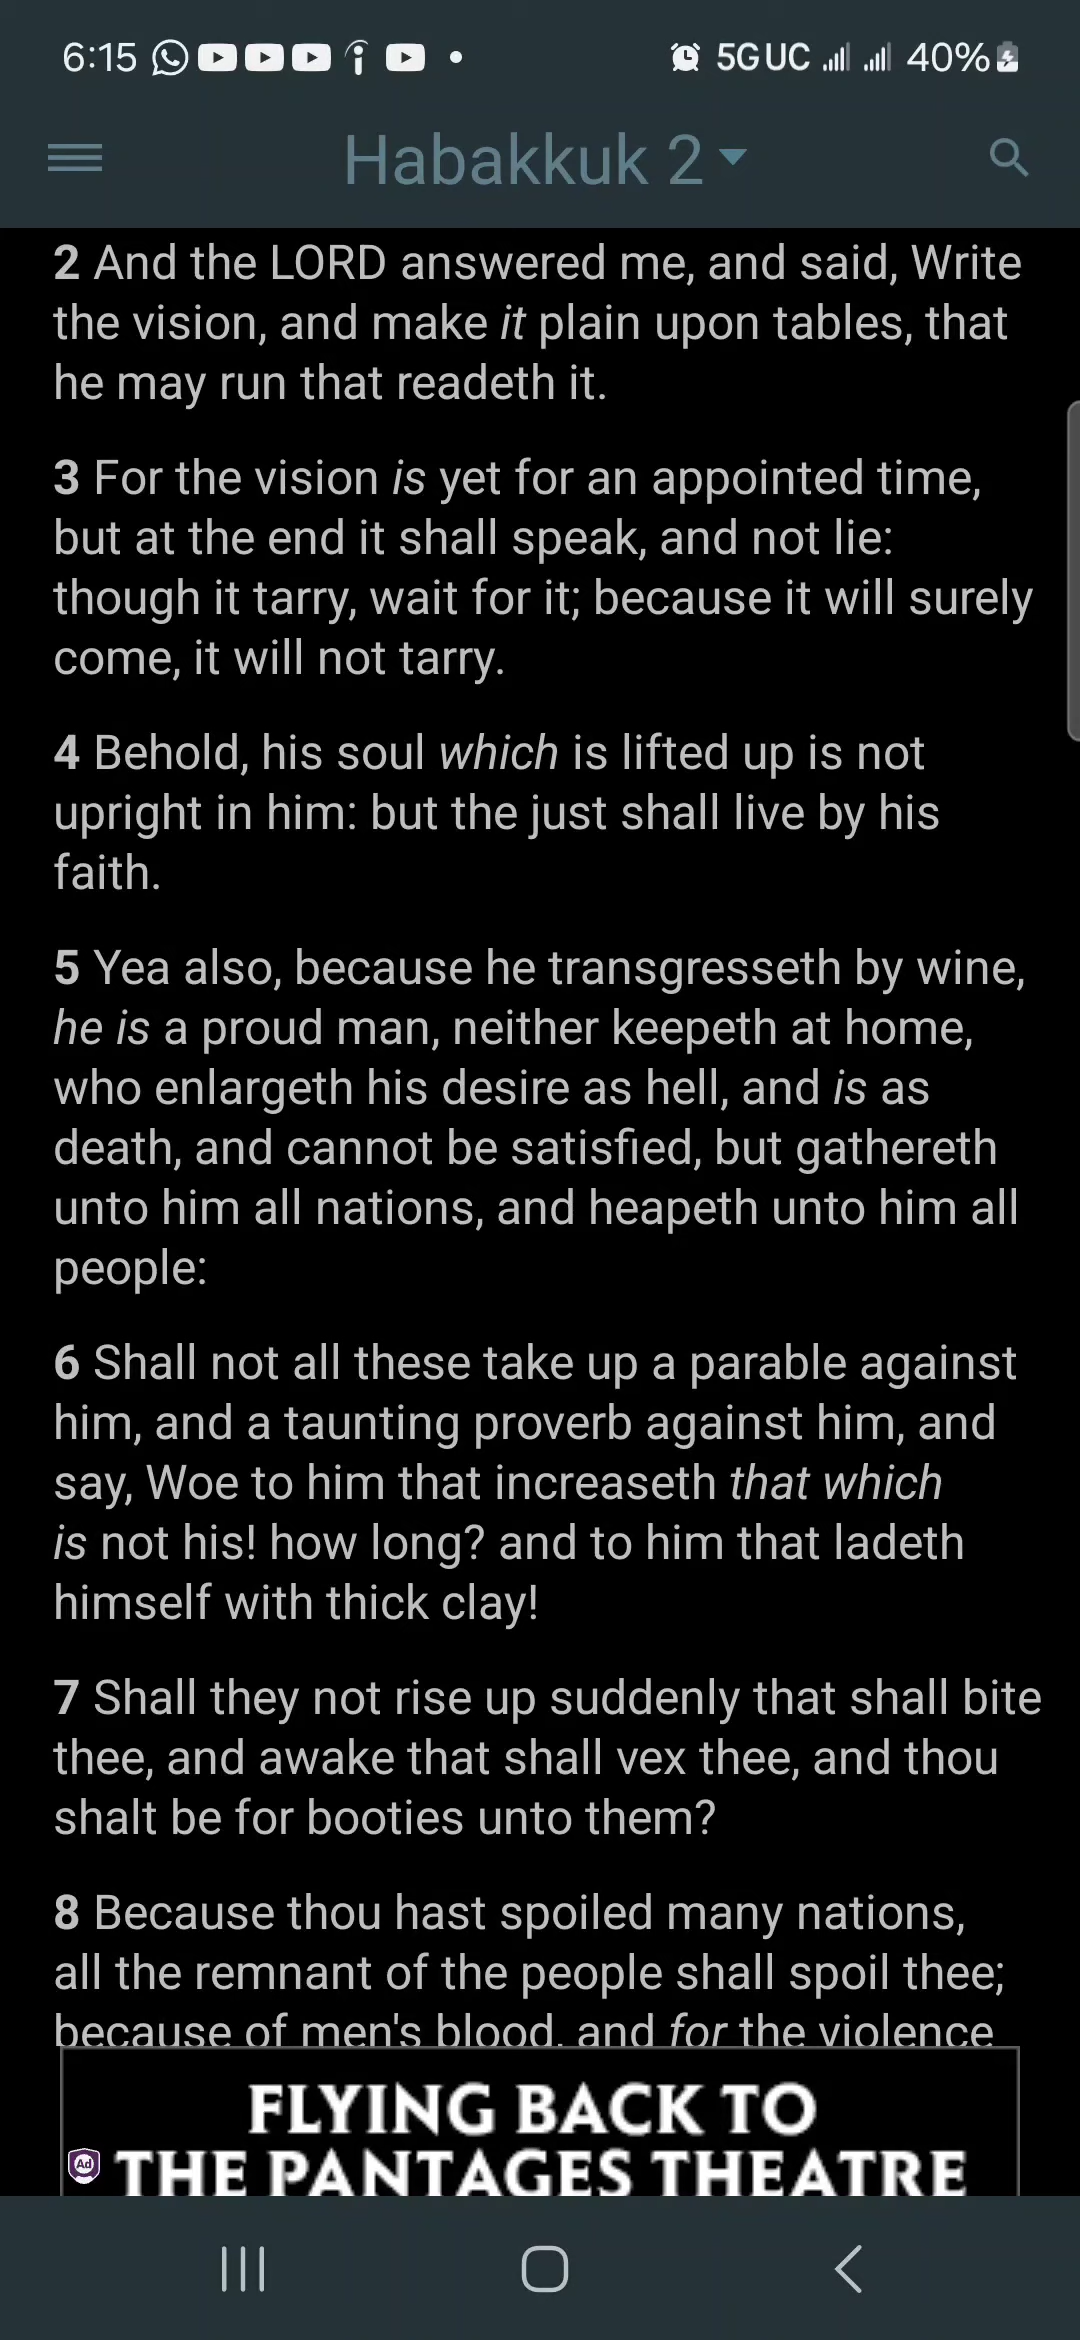 6:15 5G UC 40%
Habakkuk 2
2 And the LORD answered me, and said, Write
the vision, and make it plain upon tables, that
he may run that readeth it.
3 For the vision is yet for an appointed time,
but at the end it shall speak, and not lie:
though it tarry, wait for it; because it will surely
come, it will not tarry.
4 Behold, his soul which is lifted up is not
upright in him: but the just shall live by his
faith.
5 Yea also, because he transgresseth by wine,
he is a proud man, neither keepeth at home,
who enlargeth his desire as hell, and is as
death, and cannot be satisfied, but gathereth
unto him all nations, and heapeth unto him all
people:
6 Shall not all these take up a parable against
him, and a taunting proverb against him, and
say, Woe to him that increaseth that which
is not his! how long? and to him that ladeth
himself with thick clay!
7 Shall they not rise up suddenly that shall bite
thee, and awake that shall vex thee, and thou
shalt be for booties unto them?
8 Because thou hast spoiled many nations,
all the remnant of the people shall spoil thee;
because of men's blood, and for the violence
FLYING BACK TO
Ad THE PANTAGES THEATRE